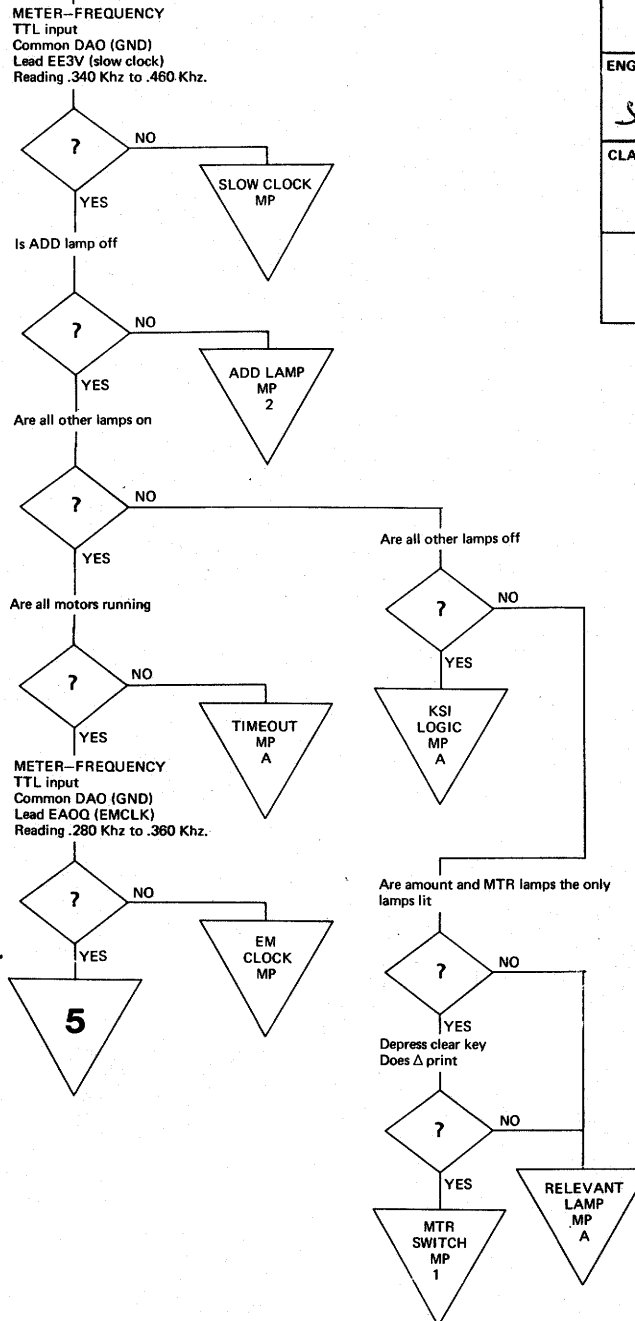 METER–FREQUENCY
TTL input
Common DAO (GND)
Lead EE3V (slow clock)
Reading .340 Khz to .460 Khz.
?
NO
SLOW CLOCK
MP
YES
Is ADD lamp off
?
NO
ADD LAMP
MP
2
YES
Are all other lamps on
?
NO
YES
Are all motors running
?
NO
TIMEOUT
MP
A
YES
METER–FREQUENCY
TTL input
Common DAO (GND)
Lead EAOQ (EMCLK)
Reading .280 Khz to .360 Khz.
?
NO
EM
CLOCK
MP
YES
5
Are all other lamps off
?
NO
YES
KSI
LOGIC
MP
A
Are amount and MTR lamps the only
lamps lit
?
NO
YES
Depress clear key
Does Δ print
?
NO
YES
MTR
SWITCH
MP
1
RELEVANT
LAMP
MP
A
ENG
CLA